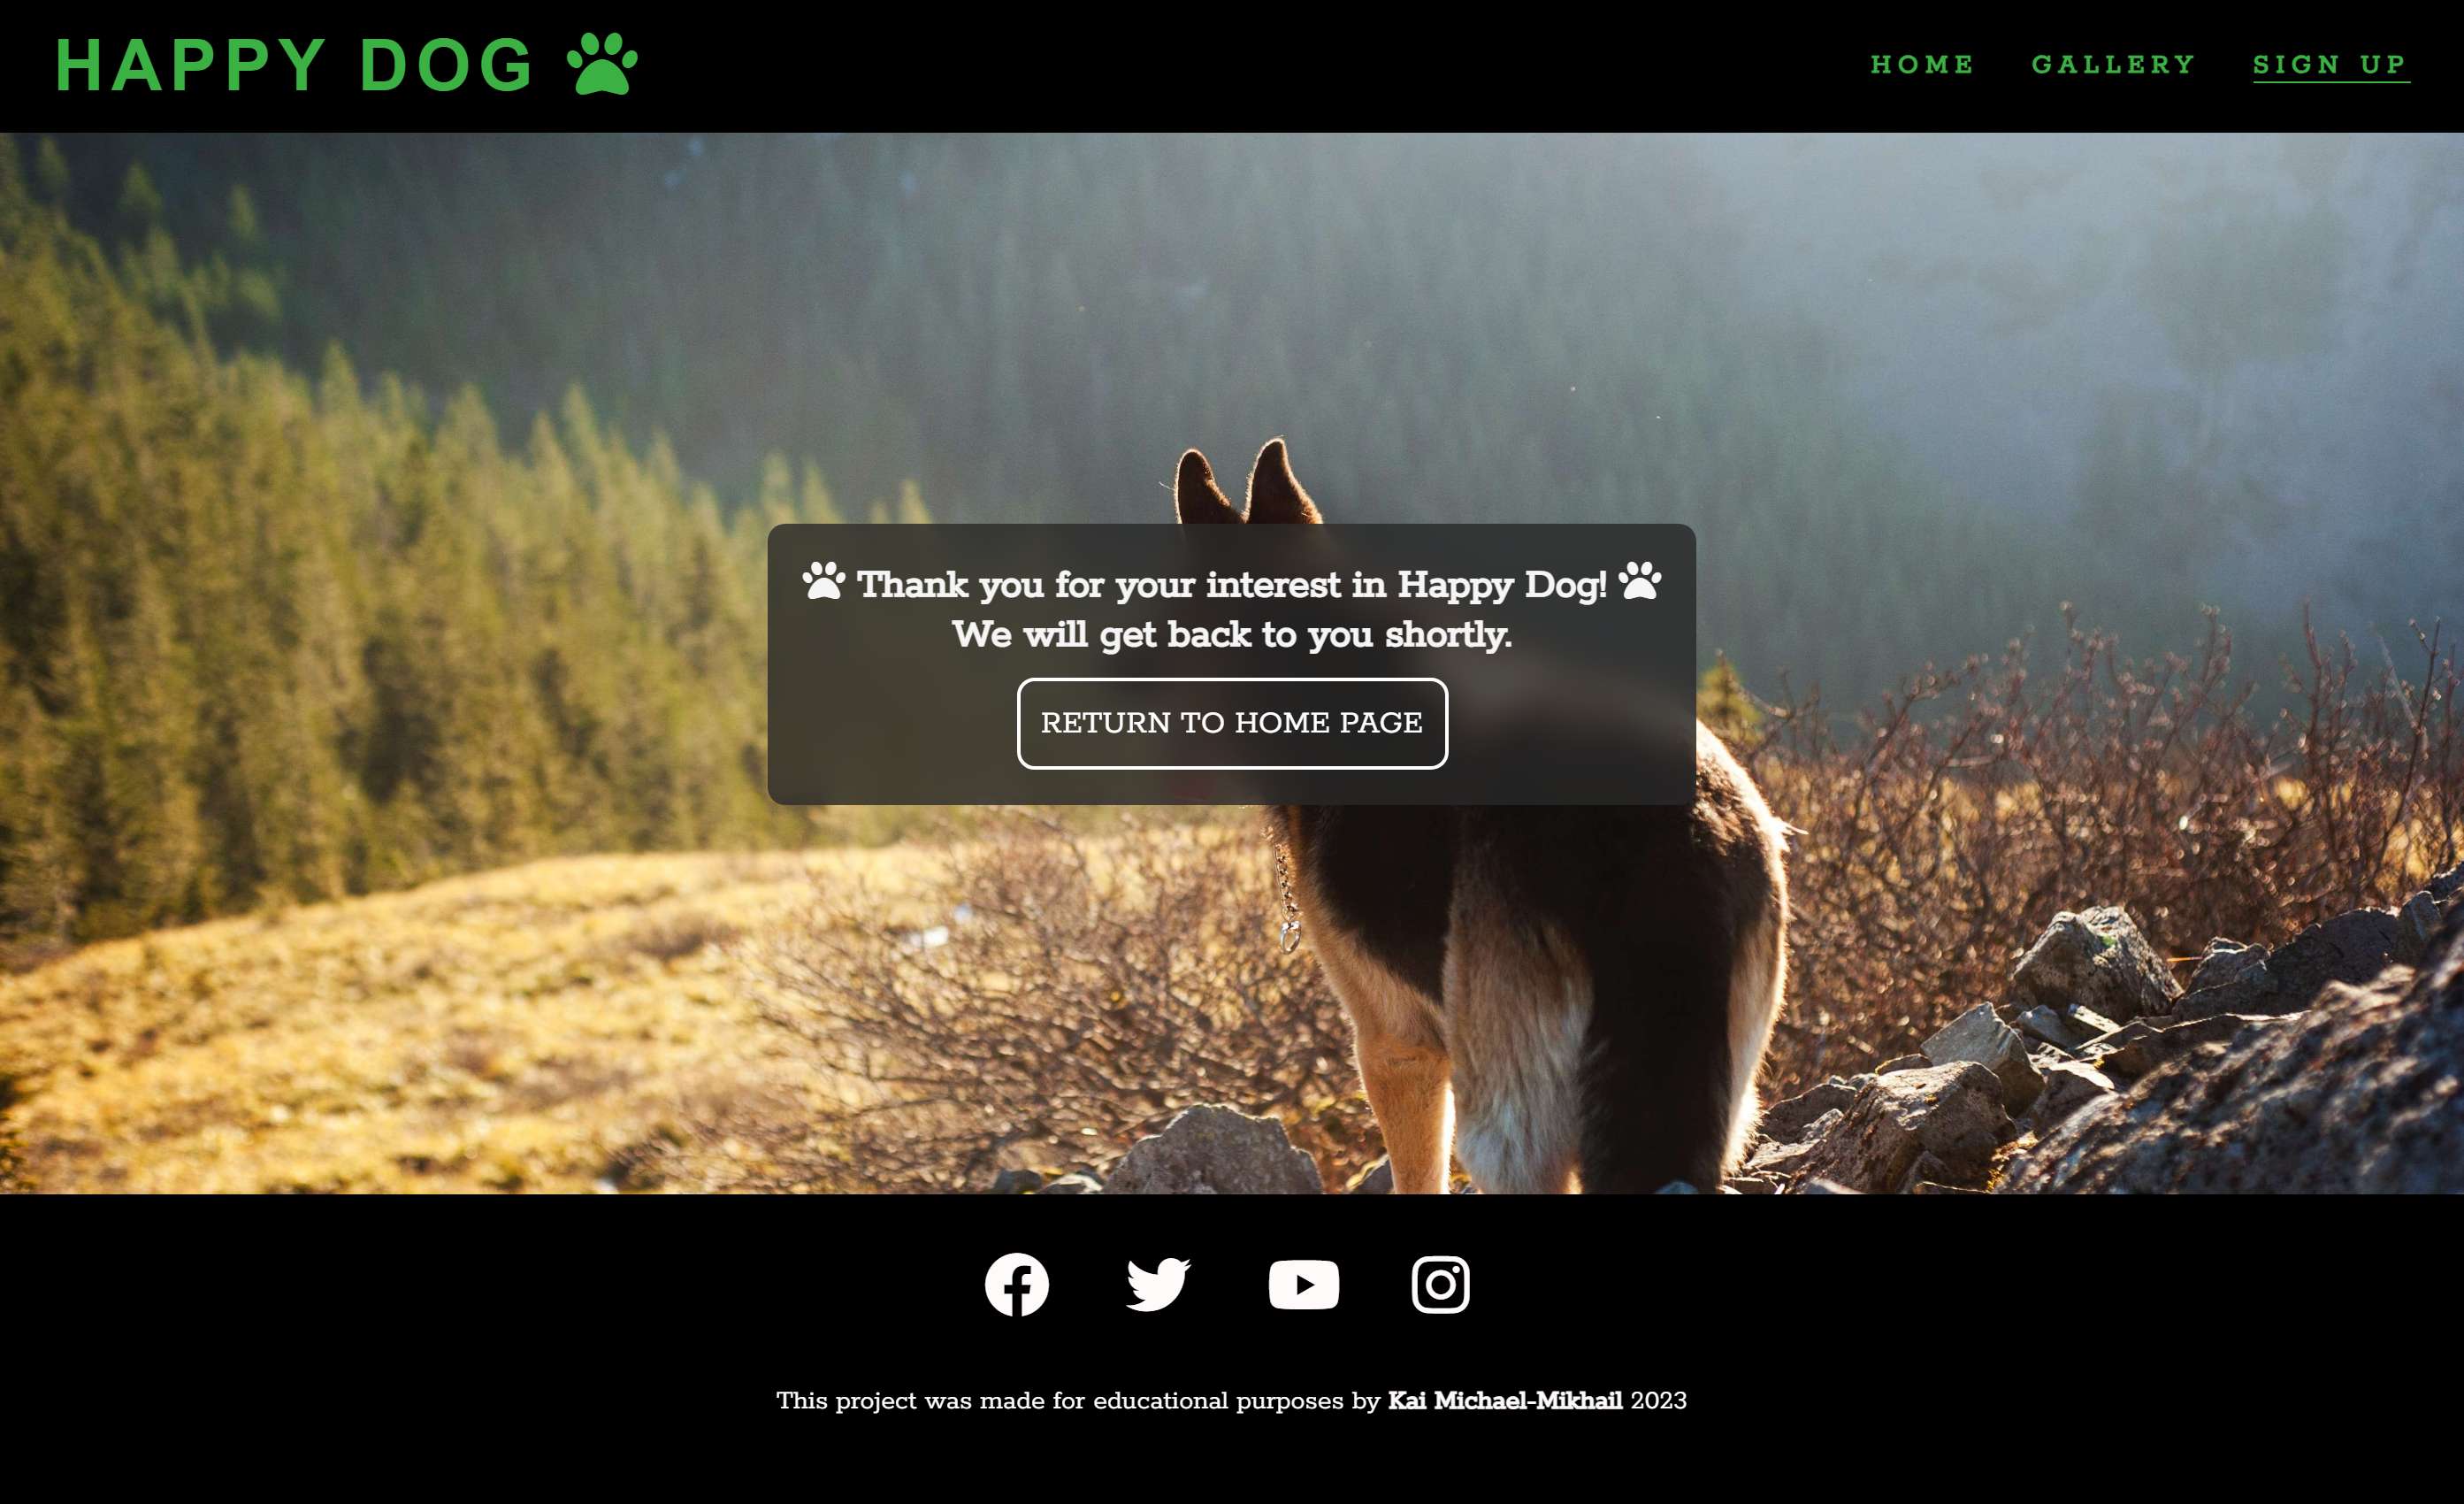 HAPPY DOG
HOME
GALLERY
SIGN UP
Thank you for your interest in Happy Dog!
We will get back to you shortly.
RETURN TO HOME PAGE
This project was made for educational purposes by Kai Michael-Mikhail 2023